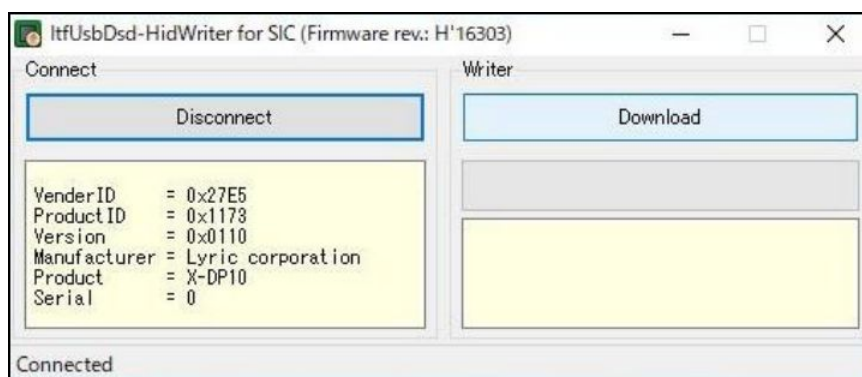 ItfUsbDsd-HidWriter for SIC (Firmware rev.: H'16303)
Connect
Disconnect
VenderID = 0x27E5
ProductID = 0x1173
Version = 0x0110
Manufacturer = Lyric corporation
Product = X-DP10
Serial = 0
Writer
Download
Connected